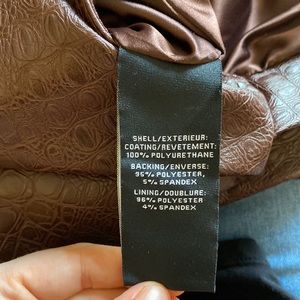 SHELL/EXTERIEUR:
COATING/REVETEMENT:
100% POLYURETHANE
BACKING/ENVERSE:
95% POLYESTER,
5% SPANDEX
LINING/DOUBLURE:
96% POLYESTER
4% SPANDEX